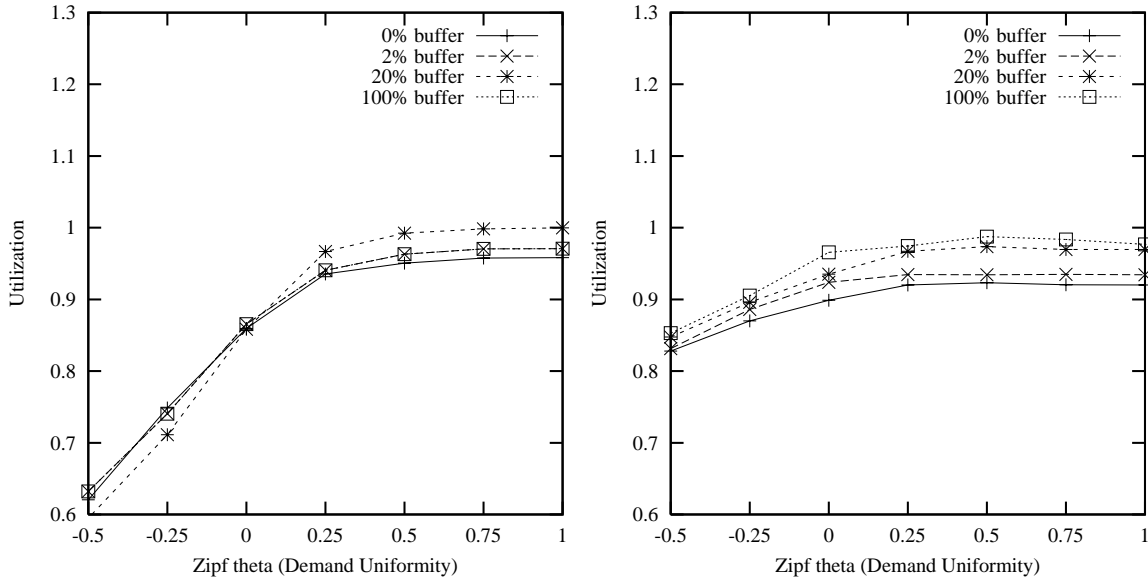 1.3
1.2
1.1
1
0.9
0.8
0.7
0.6
Utilization
0% buffer
2% buffer
20% buffer
100% buffer
-0.5 -0.25 0 0.25 0.5 0.75 1
Zipf theta (Demand Uniformity)
1.3
1.2
1.1
1
0.9
0.8
0.7
0.6
Utilization
0% buffer
2% buffer
20% buffer
100% buffer
-0.5 -0.25 0 0.25 0.5 0.75 1
Zipf theta (Demand Uniformity)